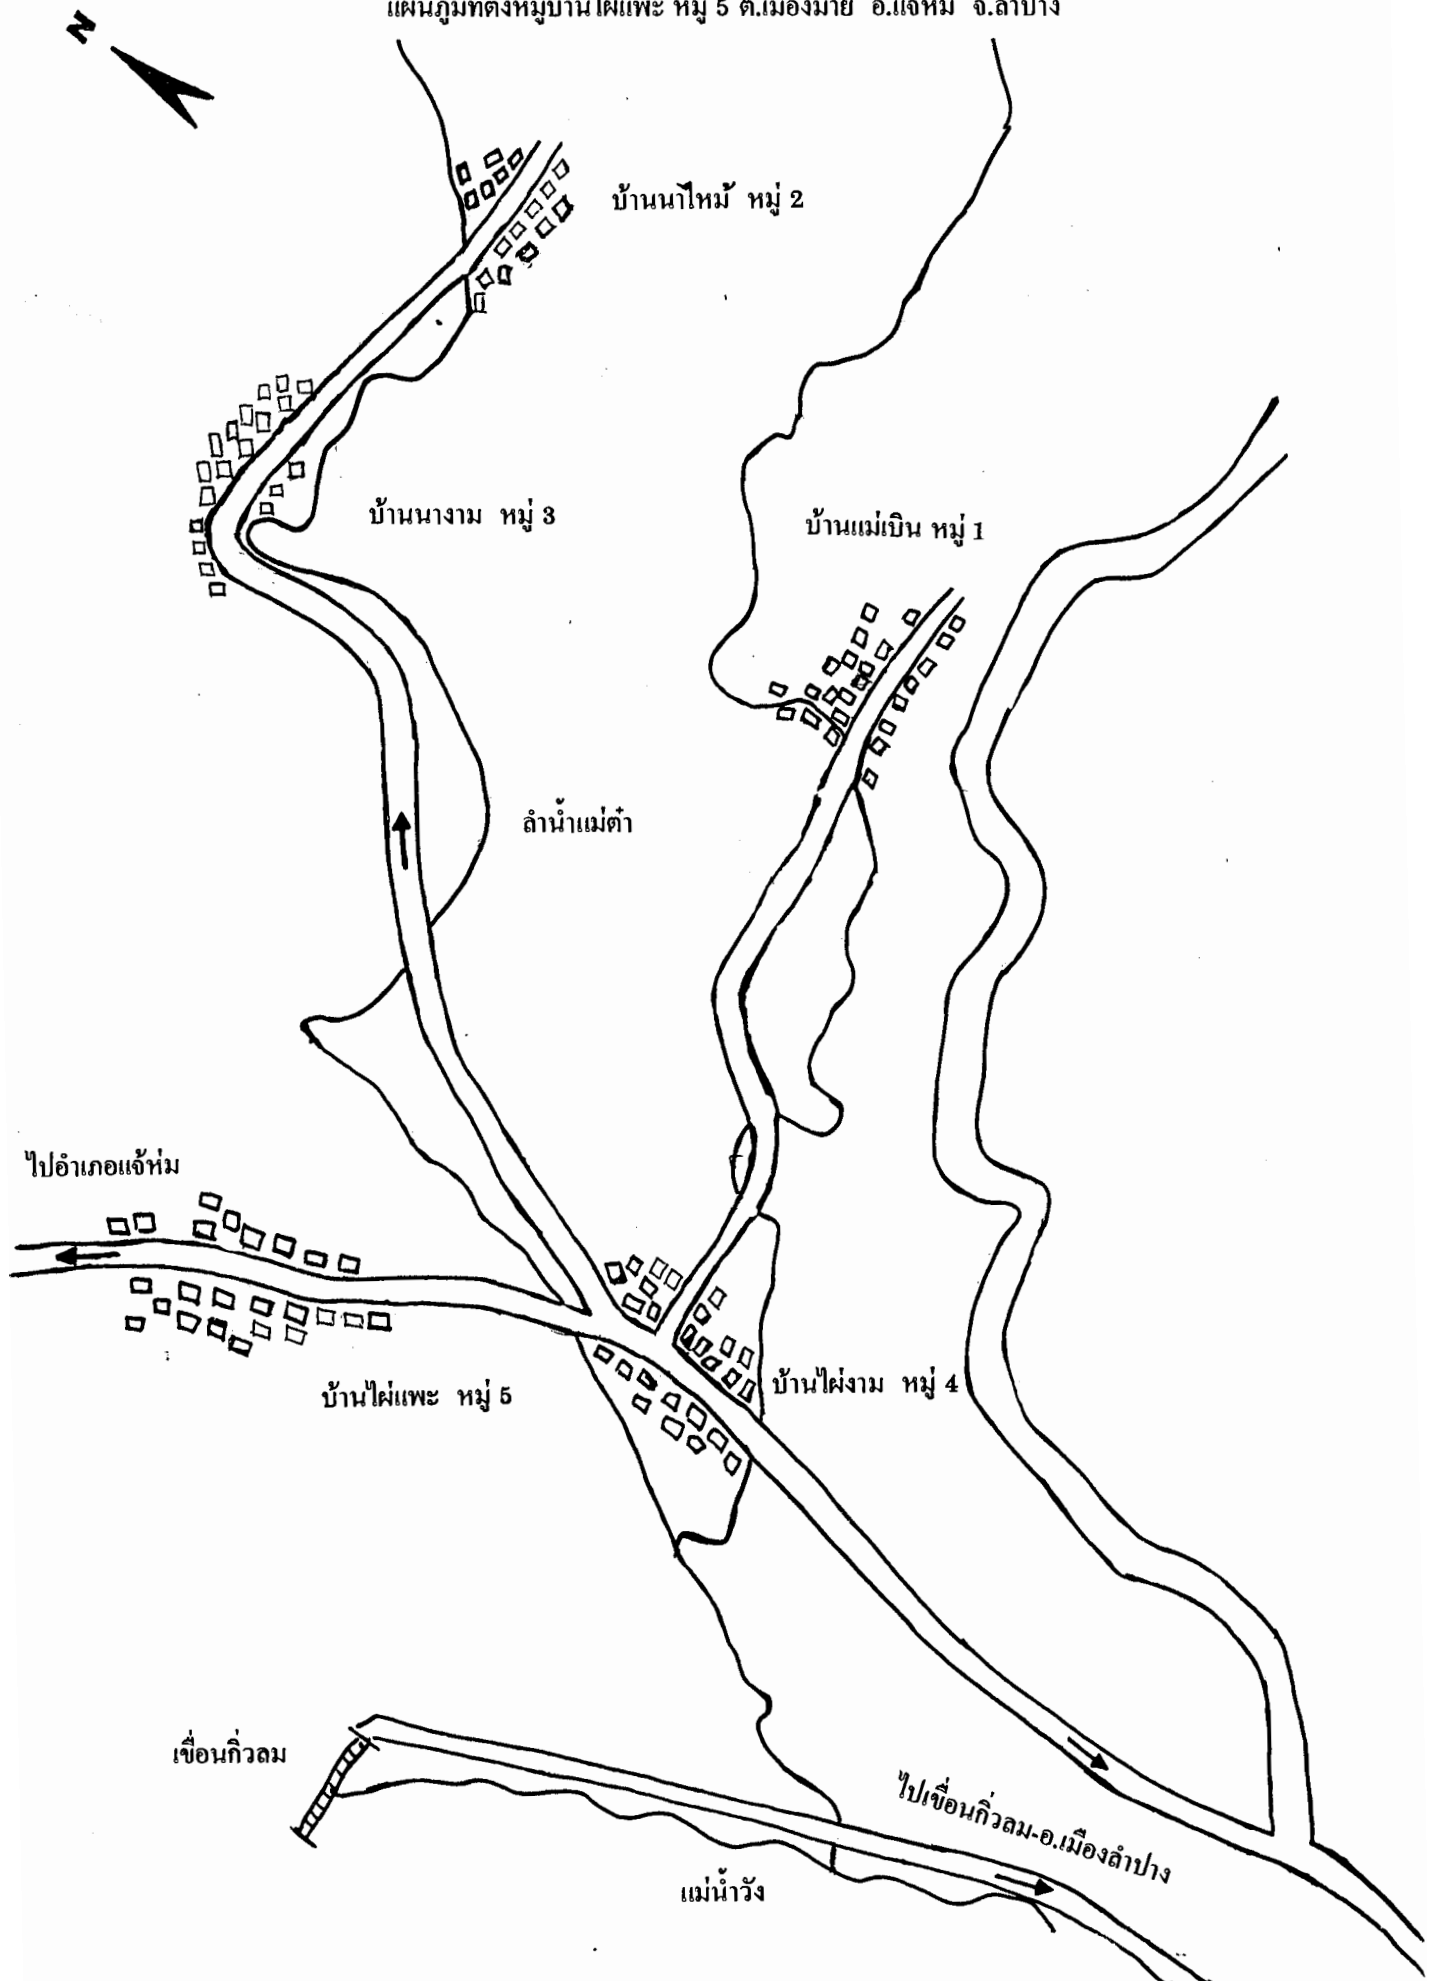 แผนภูมิที่ตั้งหมู่บ้านไผ่แพะ หมู่ 5 ต.เมืองมาย อ.แจ้ห่ม จ.ลำปาง
N
บ้านนาไหม้ หมู่ 2
บ้านนางาม หมู่ 3
บ้านแม่เบิน หมู่ 1
ลำน้ำแม่ต๋ำ
ไปอำเภอแจ้ห่ม
บ้านไผ่แพะ หมู่ 5
บ้านไผ่งาม หมู่ 4
เขื่อนกิ่วลม
ไปเขื่อนกิ่วลม-อ.เมืองลำปาง
แม่น้ำวัง